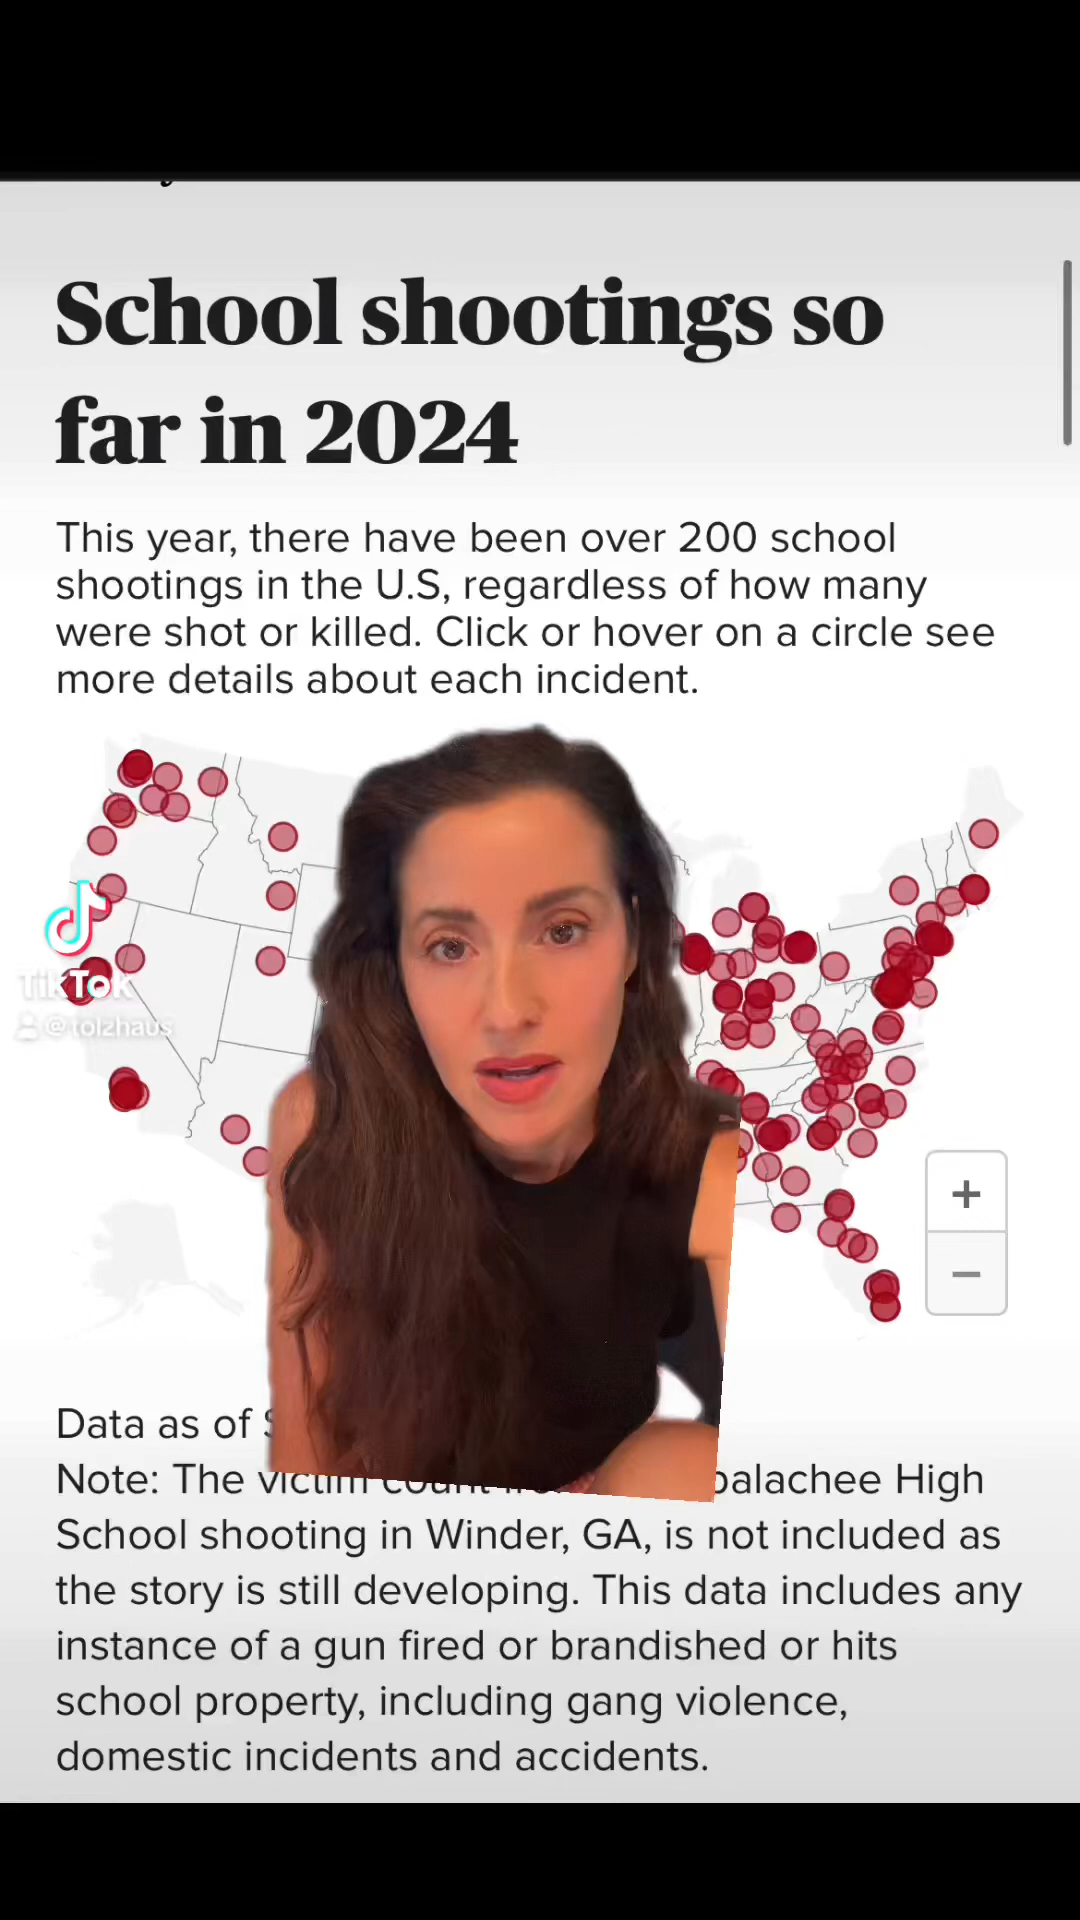 School shootings so
far in 2024
This year, there have been over 200 school
shootings in the U.S, regardless of how many
were shot or killed. Click or hover on a circle see
more details about each incident.
TikTok
@tolzhaus
+
−
Data as of
Note: The victim count palachee High
School shooting in Winder, GA, is not included as
the story is still developing. This data includes any
instance of a gun fired or brandished or hits
school property, including gang violence,
domestic incidents and accidents.